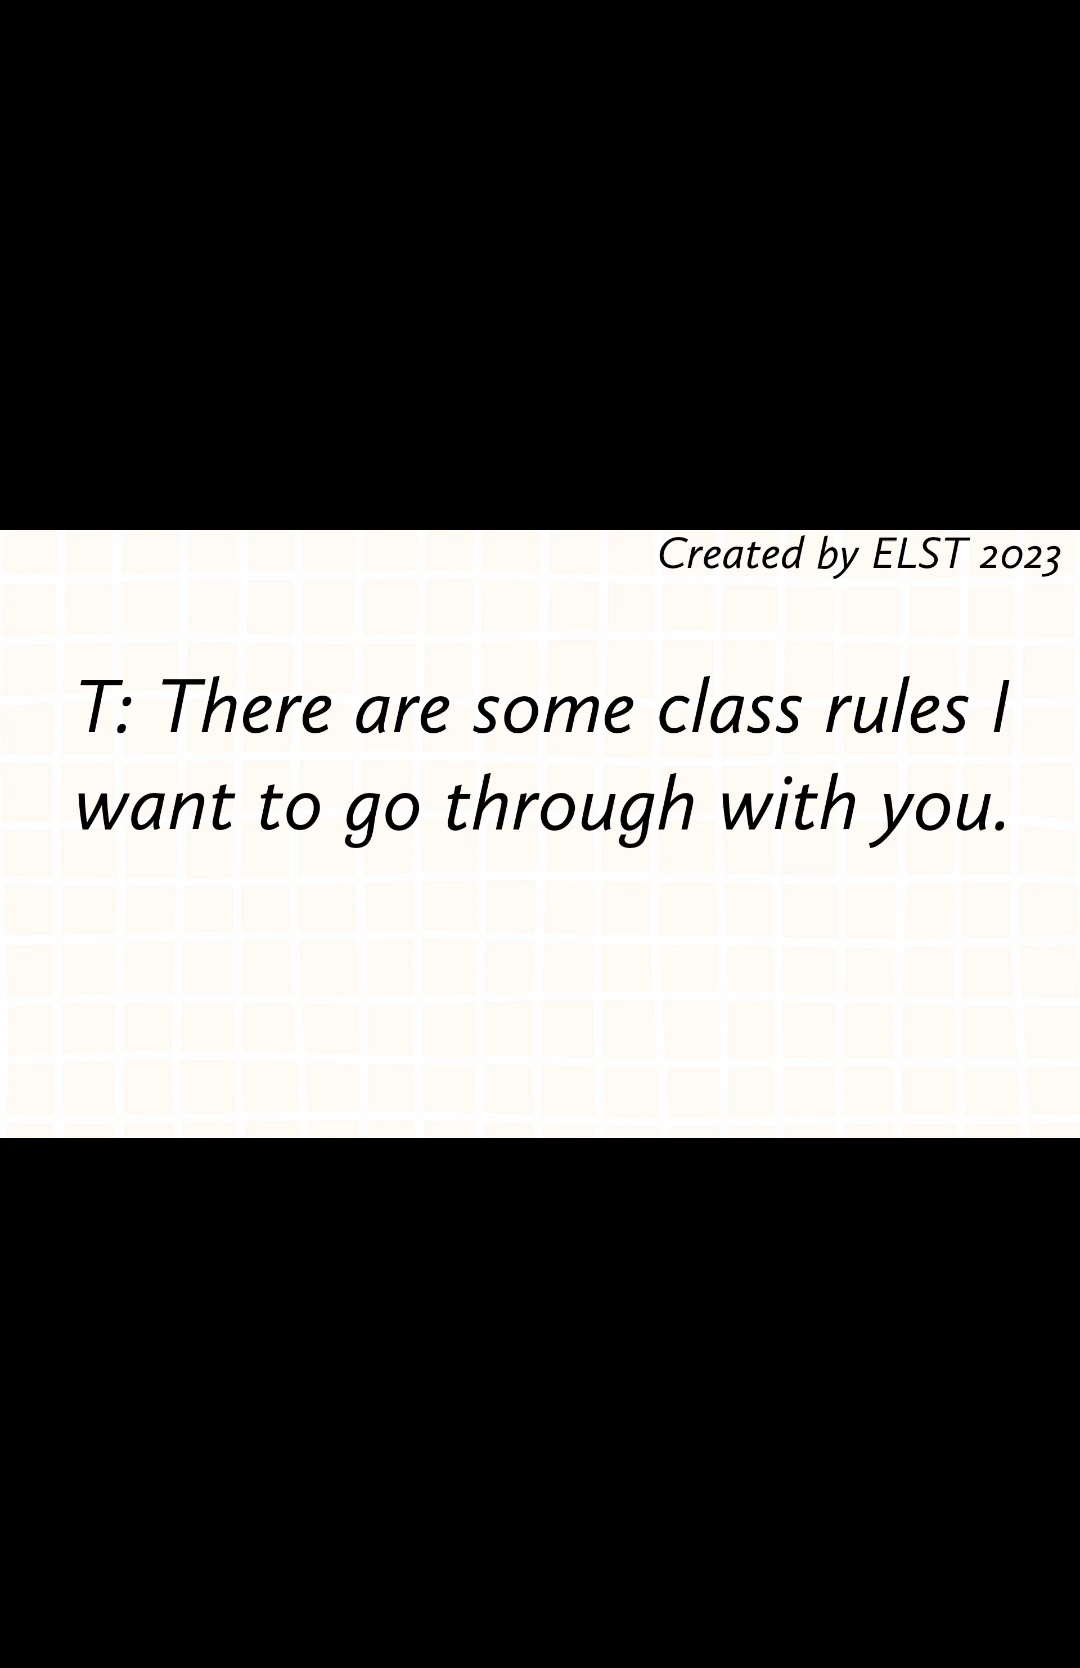 Created by ELST 2023
T: There are some class rules I
want to go through with you.